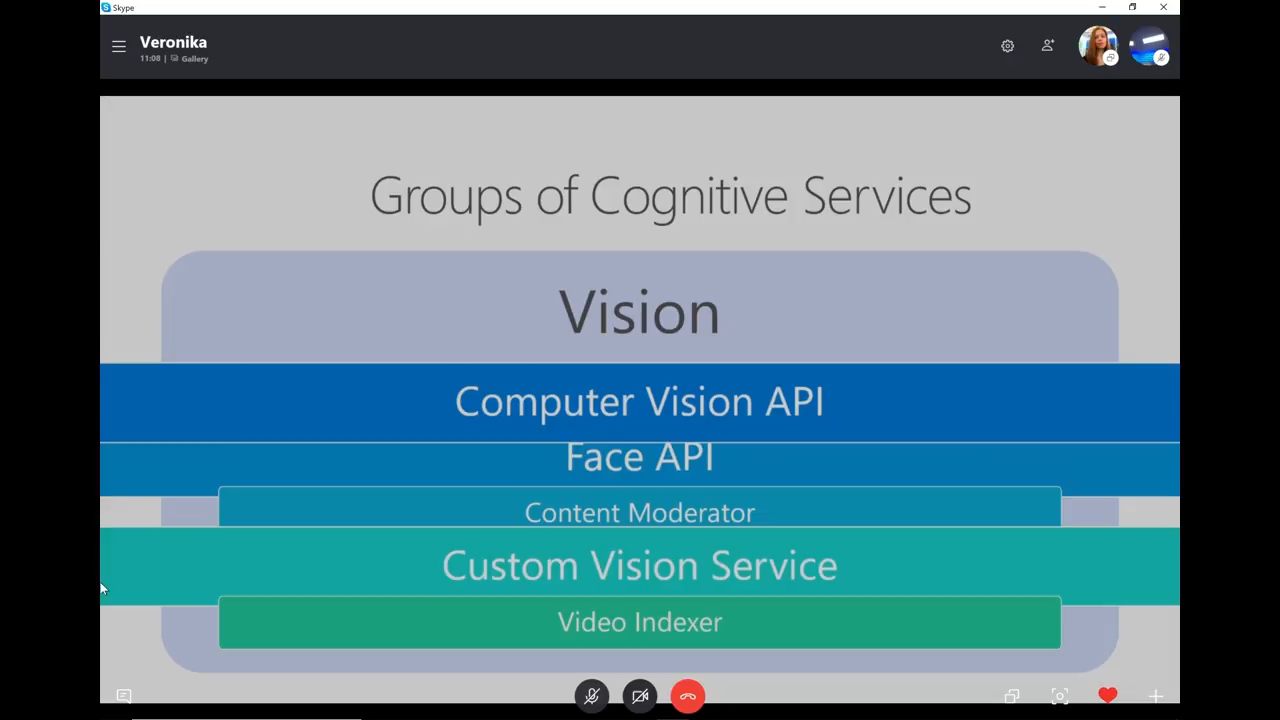 Skype
Veronika
11:08 | Gallery
Groups of Cognitive Services
Vision
Computer Vision API
Face API
Content Moderator
Custom Vision Service
Video Indexer